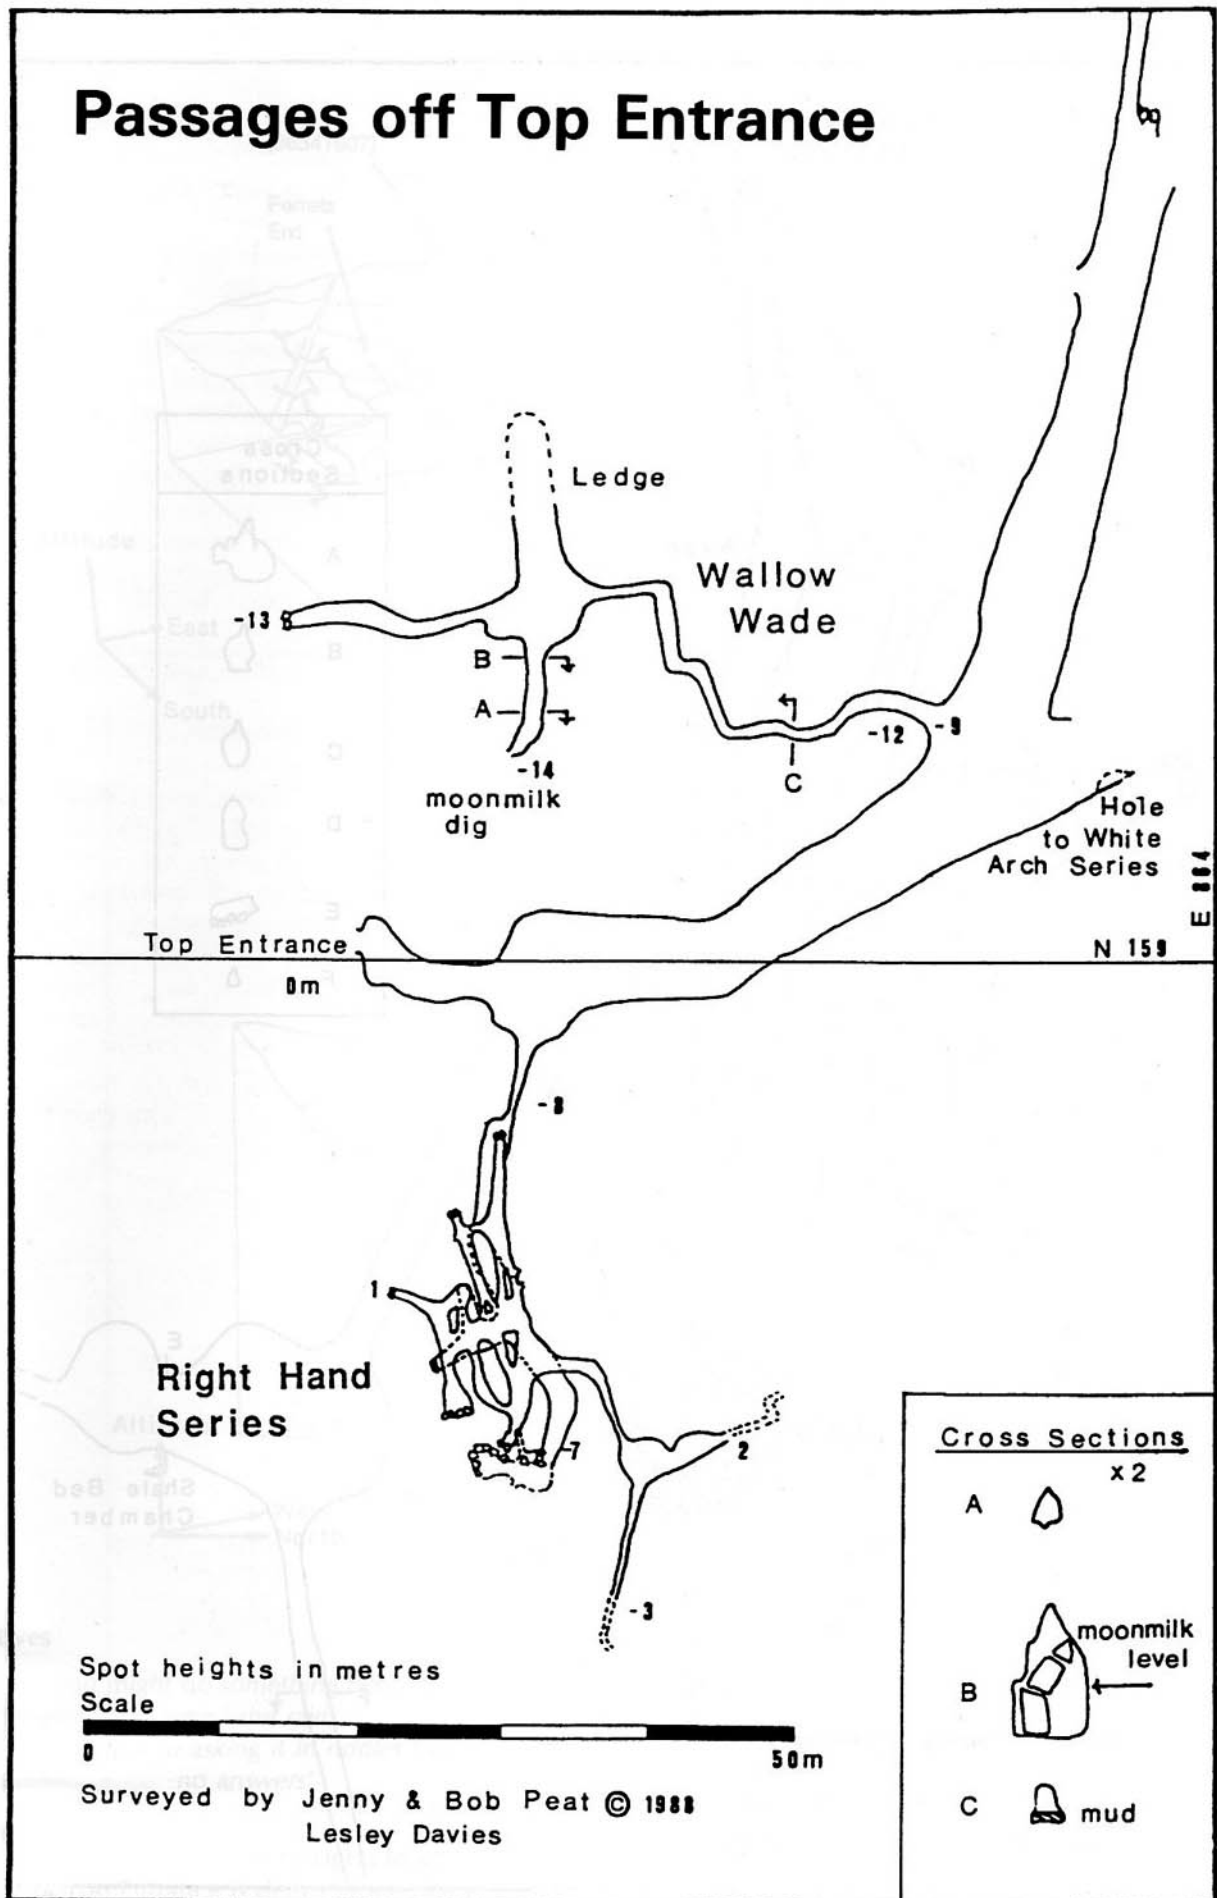 Passages off Top Entrance
Ledge
Wallow
Wade
-13
B
A
-14
moonmilk
dig
C
-12
-9
Hole
to White
Arch Series
E 864
Top Entrance
N 159
0m
-8
1
Right Hand
Series
-7
2
-3
Cross Sections
x 2
A
B
moonmilk
level
C
mud
Spot heights in metres
Scale
0
50m
Surveyed by Jenny & Bob Peat © 1988
Lesley Davies